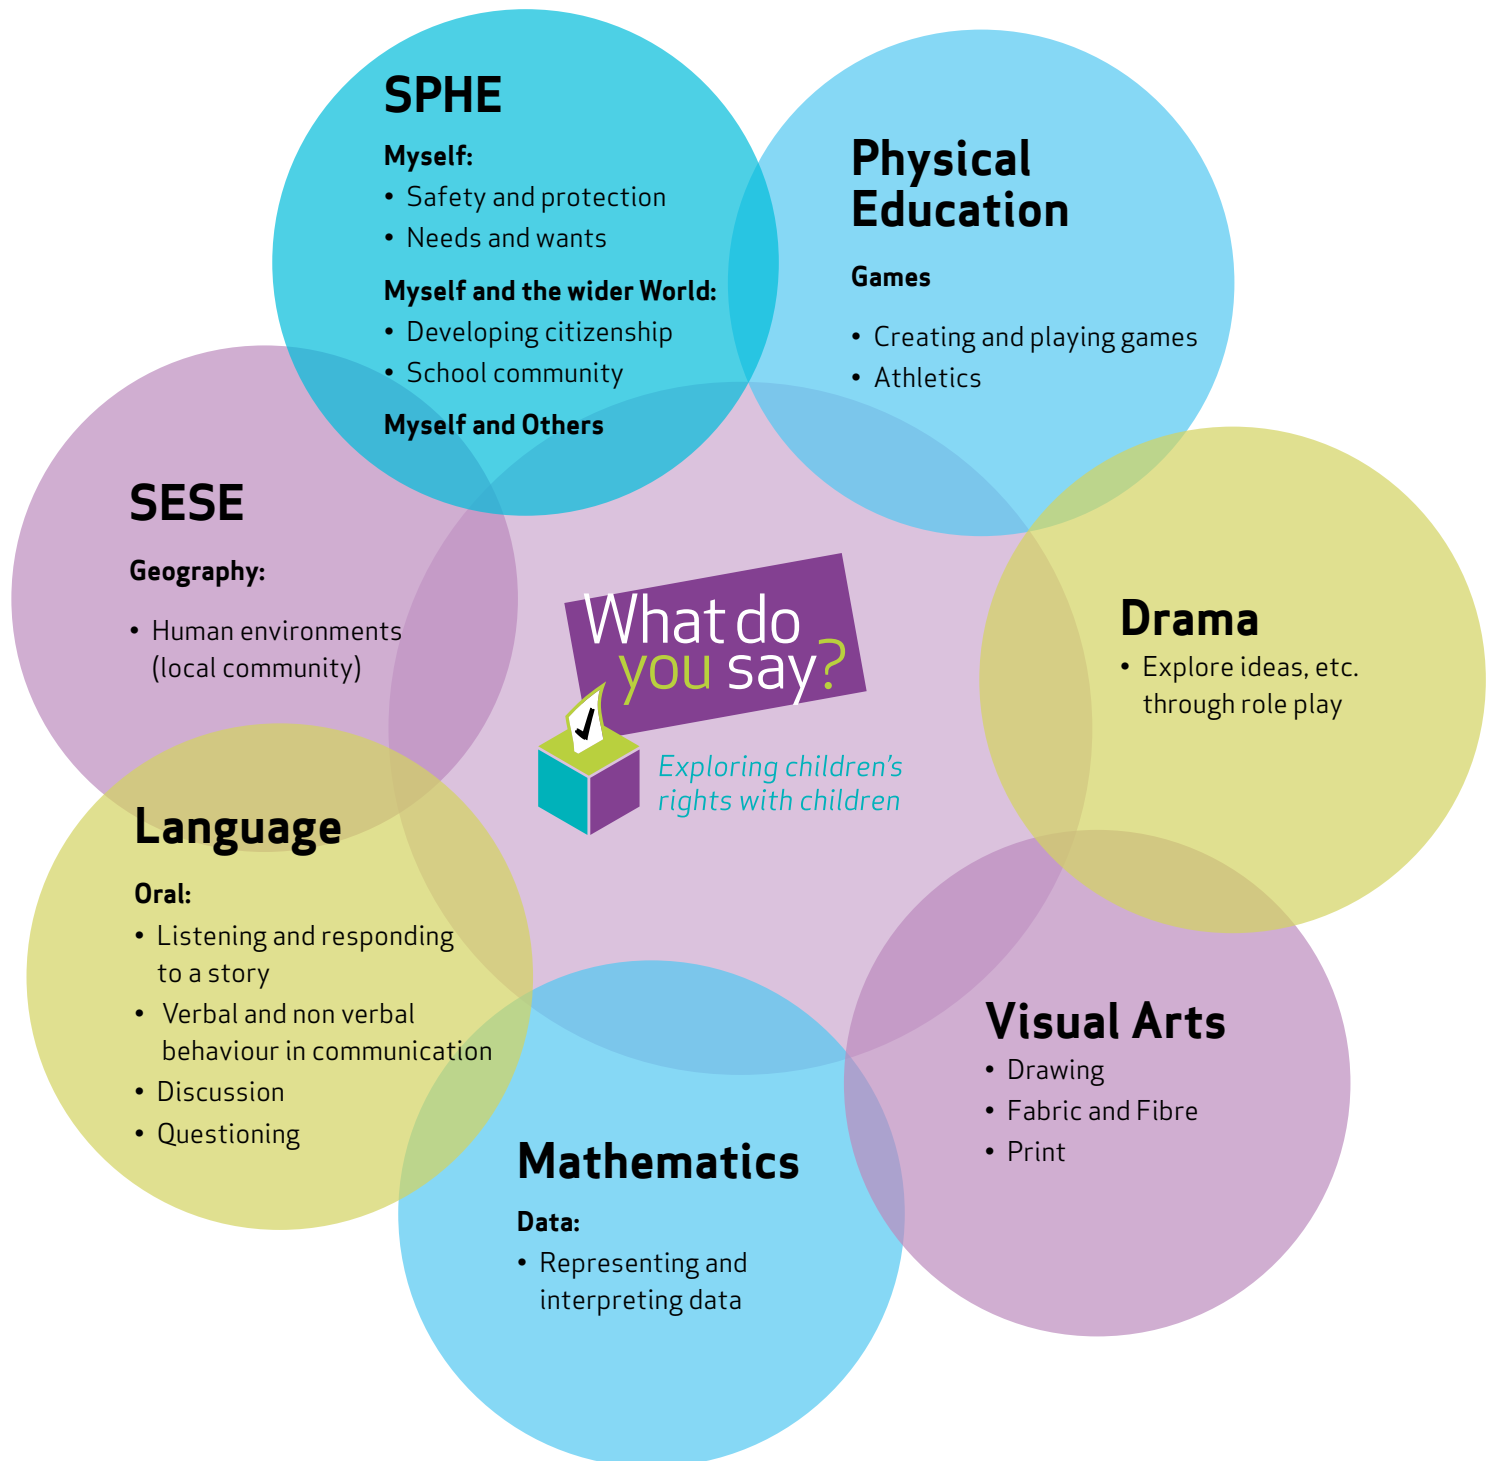 SPHE
Myself:
• Safety and protection
• Needs and wants
Myself and the wider World:
• Developing citizenship
• School community
Myself and Others
Physical
Education
Games
• Creating and playing games
• Athletics
SESE
Geography:
• Human environments
(local community)
What do
you say?
Exploring children's
rights with children
Drama
• Explore ideas, etc.
through role play
Language
Oral:
• Listening and responding
to a story
• Verbal and non verbal
behaviour in communication
• Discussion
• Questioning
Visual Arts
• Drawing
• Fabric and Fibre
• Print
Mathematics
Data:
• Representing and
interpreting data